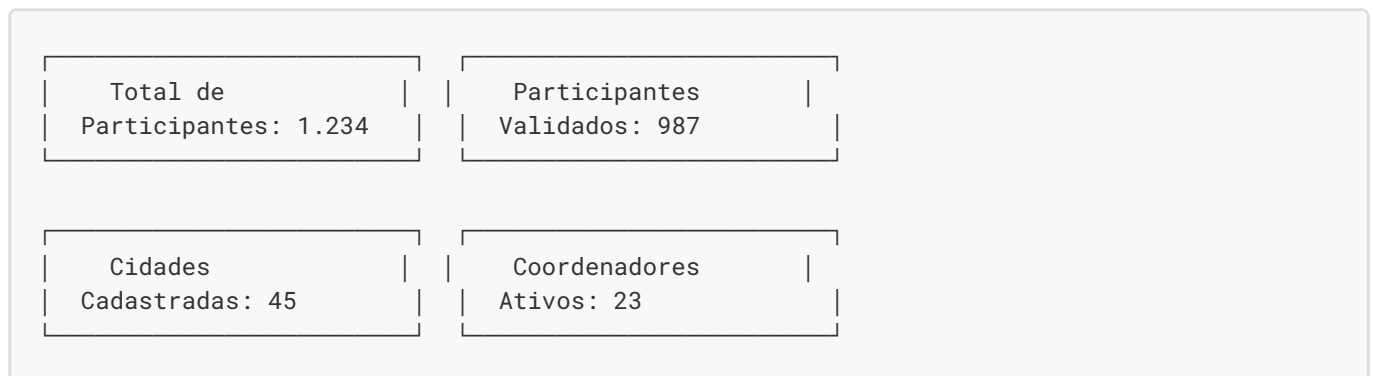 Total de Participantes
Participantes: 1.234 Validados: 987
Cidades Coordenadores
Cadastradas: 45 Ativos: 23